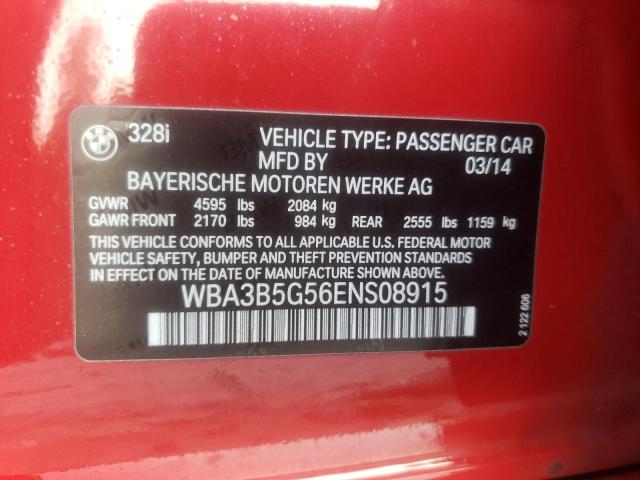 BMW 328i VEHICLE TYPE: PASSENGER CAR
MFD BY 03/14
BAYERISCHE MOTOREN WERKE AG
GVWR 4595 lbs 2084 kg
GAWR FRONT 2170 lbs 984 kg REAR 2555 lbs 1159 kg
THIS VEHICLE CONFORMS TO ALL APPLICABLE U.S. FEDERAL MOTOR
VEHICLE SAFETY, BUMPER AND THEFT PREVENTION STANDARDS
IN EFFECT ON THE DATE OF MANUFACTURE SHOWN ABOVE.
WBA3B5G56ENS08915
2 122 606